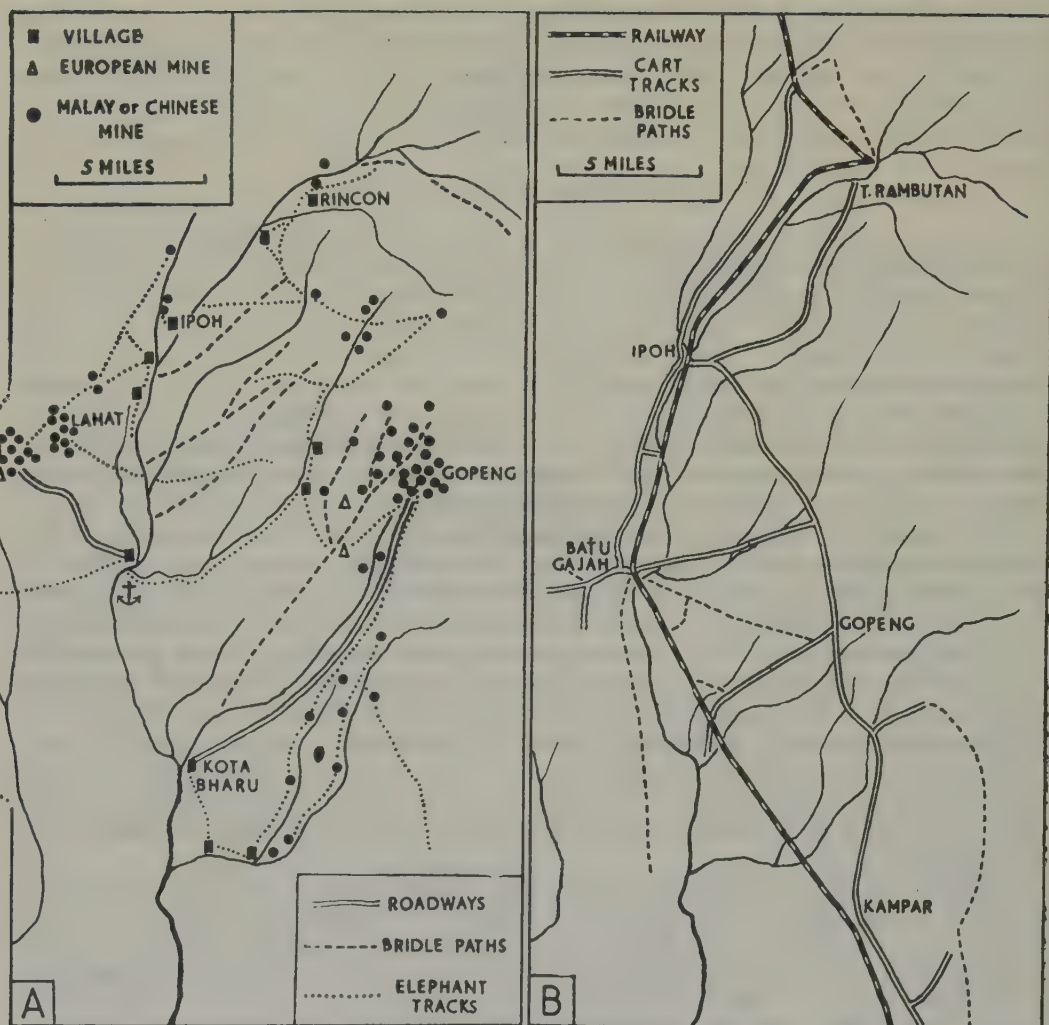 VILLAGE
EUROPEAN MINE
MALAY or CHINESE
MINE
5 MILES
RINCON
IPOH
LAHAT
GOPENG
KOTA
BHARU
ROADWAYS
BRIDLE PATHS
ELEPHANT
TRACKS
A
RAILWAY
CART
TRACKS
BRIDLE
PATHS
5 MILES
T. RAMBUTAN
IPOH
BATU
GAJAH
GOPENG
KAMPAR
B